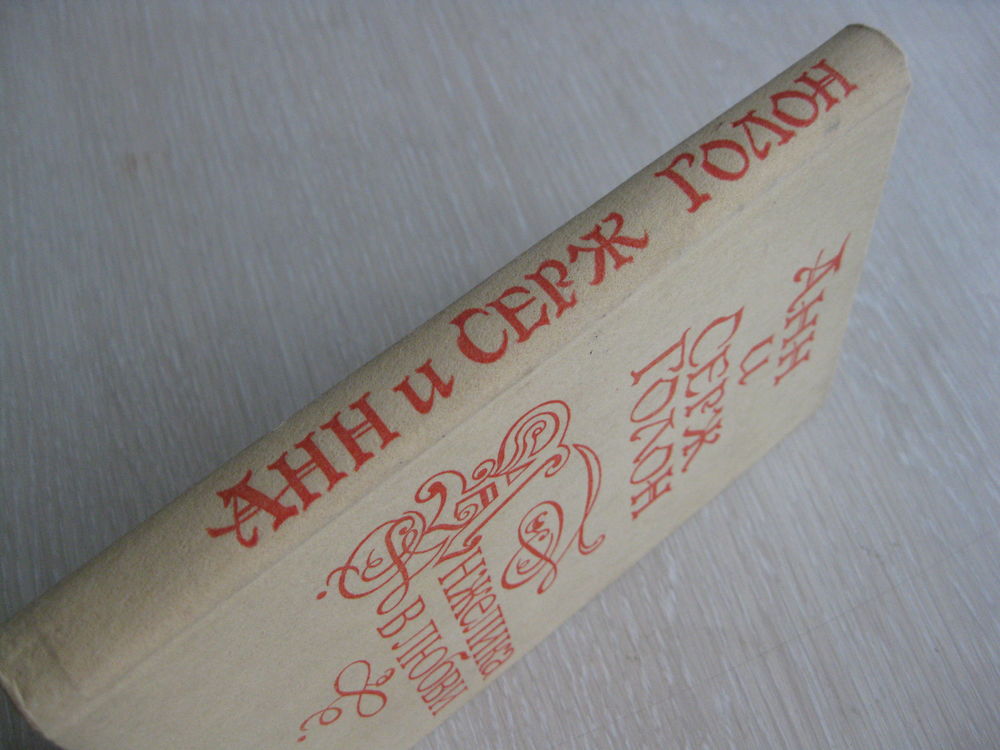 АНН и СЕРЖ ГОЛОН
АНН
И
СЕРЖ
ГОЛОН
Анжелика
в любви